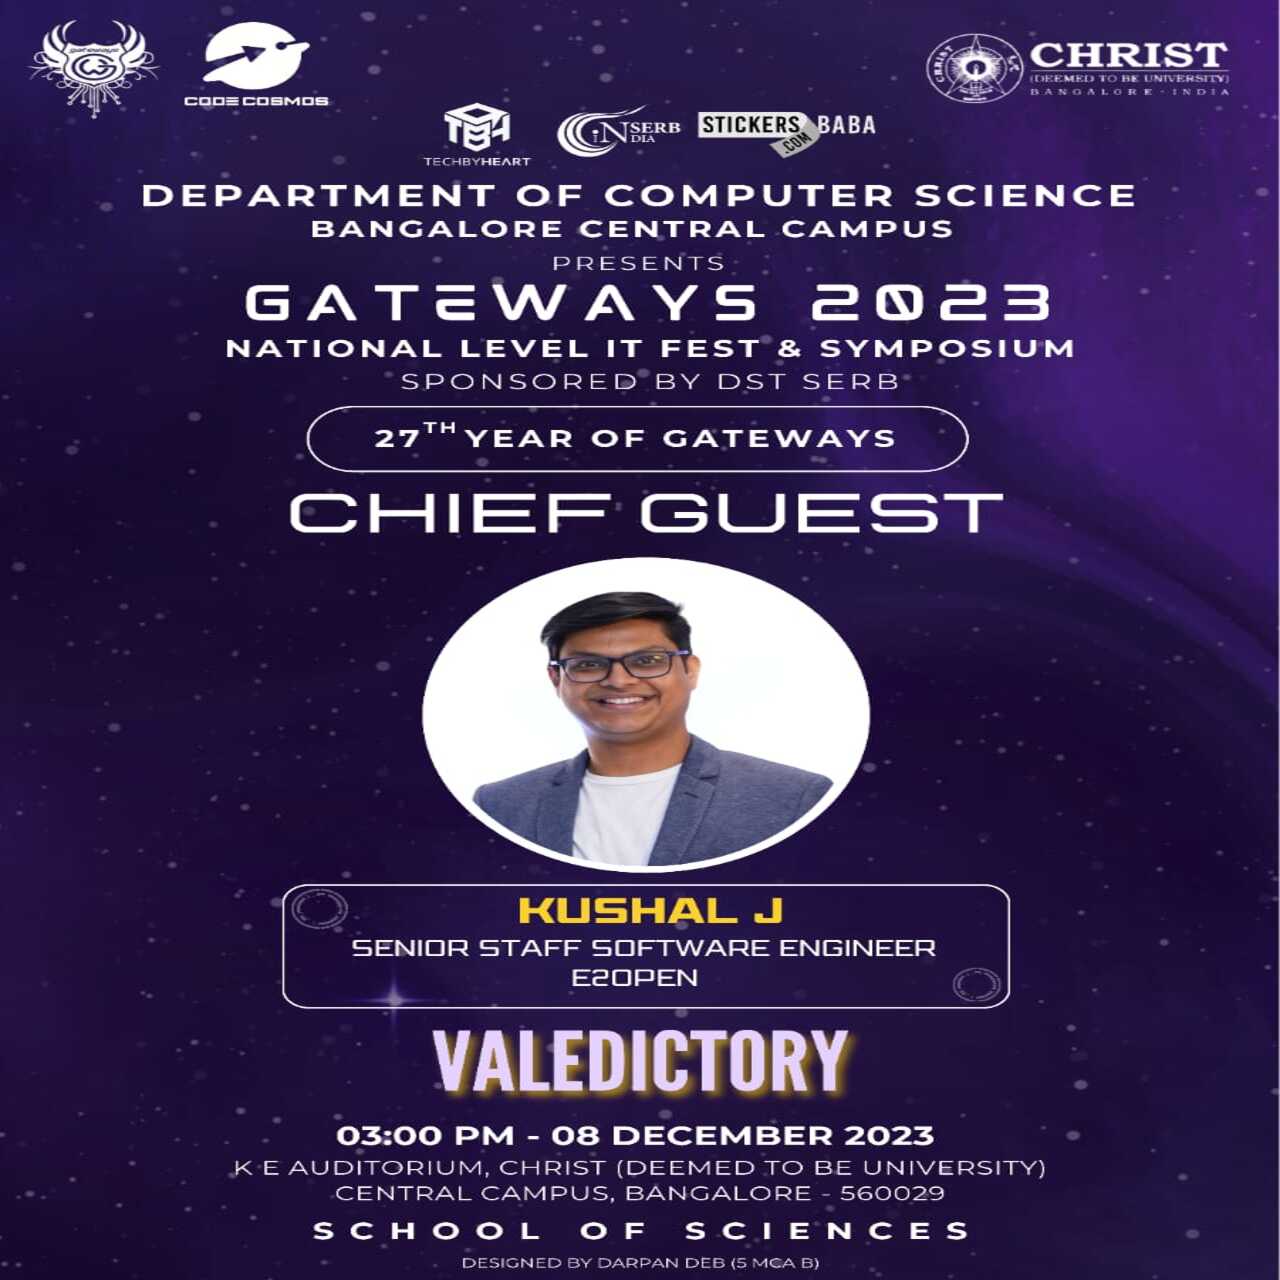 gateways
CODE COSMOS
CHRIST
(DEEMED TO BE UNIVERSITY)
BANGALORE · INDIA
TECHBYHEART
SERB
INDIA
STICKERS BABA
.COM
DEPARTMENT OF COMPUTER SCIENCE
BANGALORE CENTRAL CAMPUS
PRESENTS
GATEWAYS 2023
NATIONAL LEVEL IT FEST & SYMPOSIUM
SPONSORED BY DST SERB
27TH YEAR OF GATEWAYS
CHIEF GUEST
KUSHAL J
SENIOR STAFF SOFTWARE ENGINEER
E2OPEN
VALEDICTORY
03:00 PM - 08 DECEMBER 2023
K E AUDITORIUM, CHRIST (DEEMED TO BE UNIVERSITY)
CENTRAL CAMPUS, BANGALORE - 560029
SCHOOL OF SCIENCES
DESIGNED BY DARPAN DEB (5 MCA B)